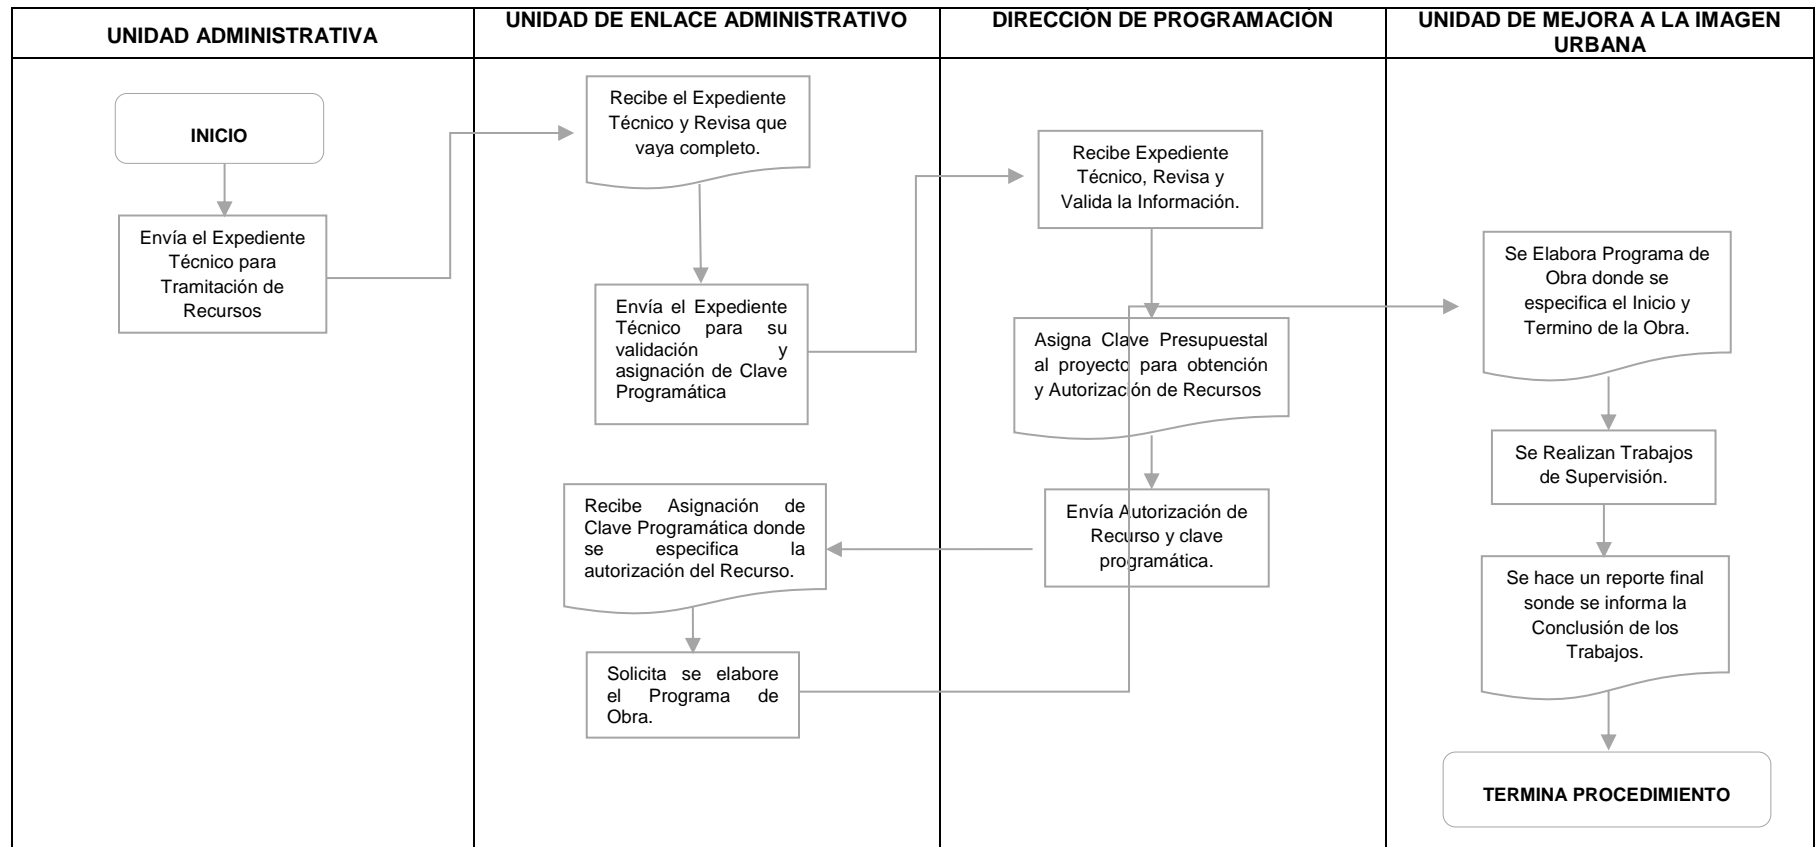 UNIDAD ADMINISTRATIVA
UNIDAD DE ENLACE ADMINISTRATIVO
DIRECCIÓN DE PROGRAMACIÓN
UNIDAD DE MEJORA A LA IMAGEN
URBANA
INICIO
Envía el Expediente
Técnico para
Tramitación de
Recursos
Recibe el Expediente
Técnico y Revisa que
vaya completo.
Envía el Expediente
Técnico para su
validación y
asignación de Clave
Programática
Recibe Expediente
Técnico, Revisa y
Valida la Información.
Asigna Clave Presupuestal
al proyecto para obtención
y Autorización de Recursos
Envía Autorización de
Recurso y clave
programática.
Recibe Asignación de
Clave Programática donde
se especifica la
autorización del Recurso.
Solicita se elabore
el Programa de
Obra.
Se Elabora Programa de
Obra donde se
especifica el Inicio y
Termino de la Obra.
Se Realizan Trabajos
de Supervisión.
Se hace un reporte final
sonde se informa la
Conclusión de los
Trabajos.
TERMINA PROCEDIMIENTO